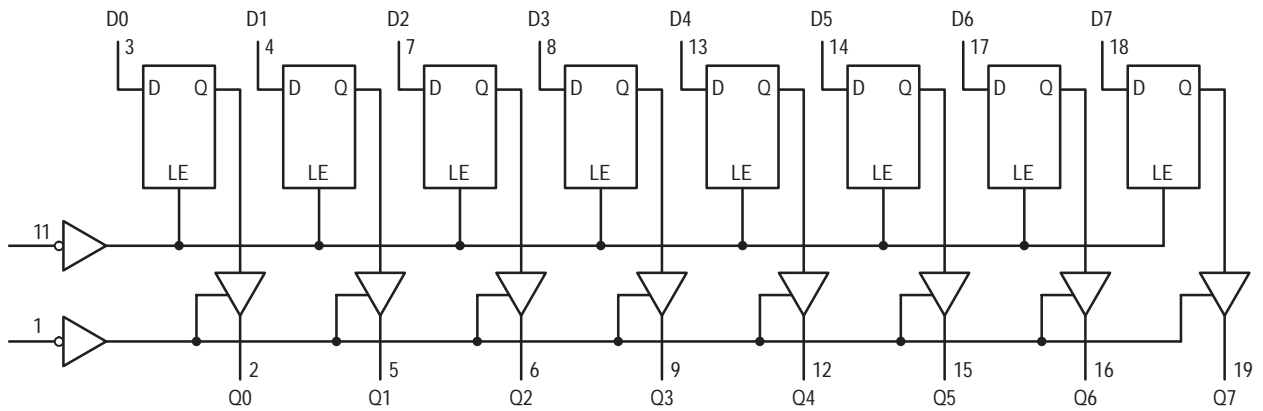 D0 D1 D2 D3 D4 D5 D6 D7
3 4 7 8 13 14 17 18
D Q D Q D Q D Q D Q D Q D Q D Q
LE LE LE LE LE LE LE LE
11
1
2 5 6 9 12 15 16 19
Q0 Q1 Q2 Q3 Q4 Q5 Q6 Q7